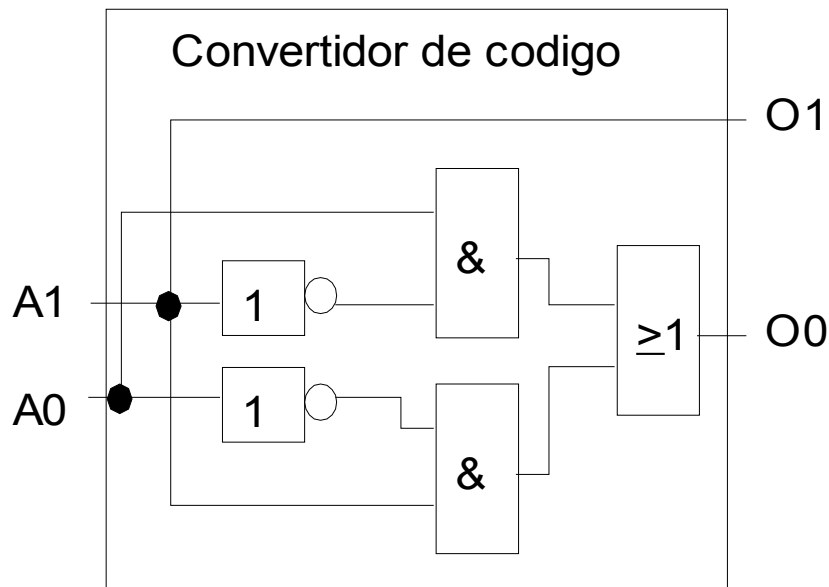 Convertidor de codigo
O1
&
A1
1
≥1
O0
A0
1
&